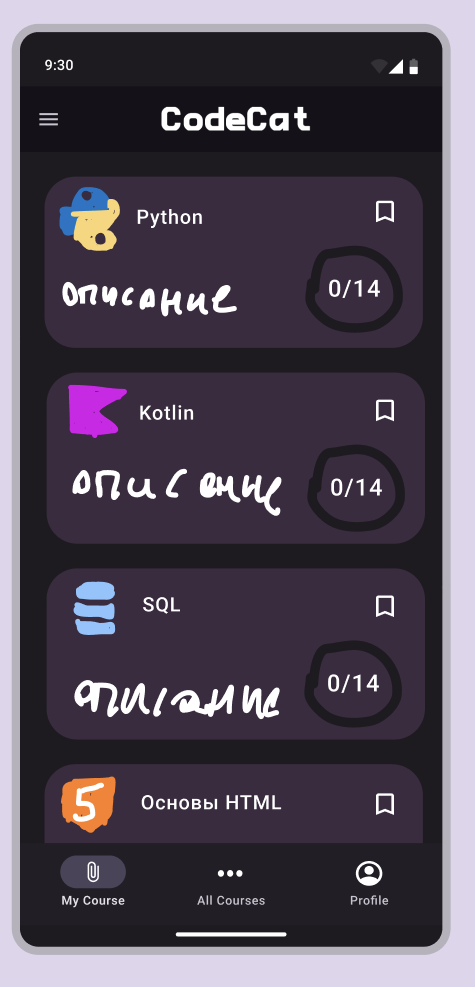 9:30
CodeCat
Python
описание
0/14
Kotlin
описание
0/14
SQL
описание
0/14
5
Основы HTML
My Course
All Courses
Profile